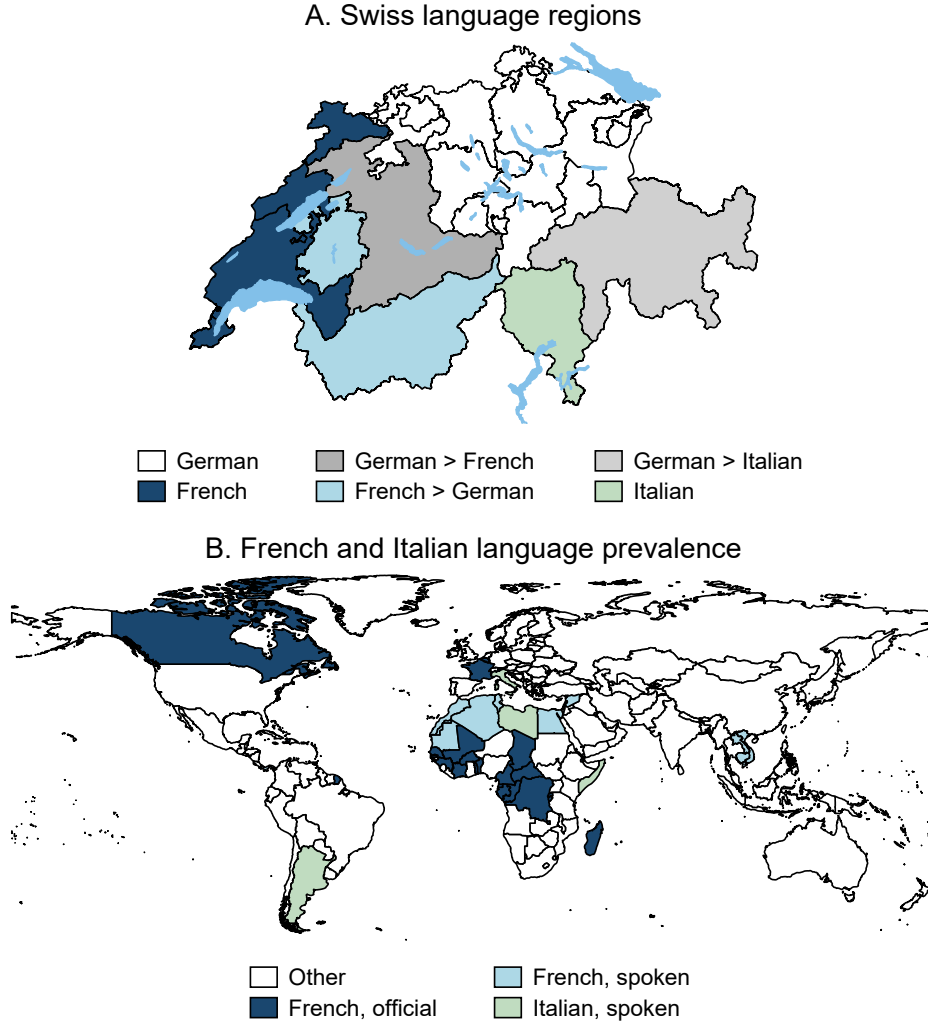 A. Swiss language regions
German
German > French
German > Italian
French
French > German
Italian
B. French and Italian language prevalence
Other
French, spoken
French, official
Italian, spoken